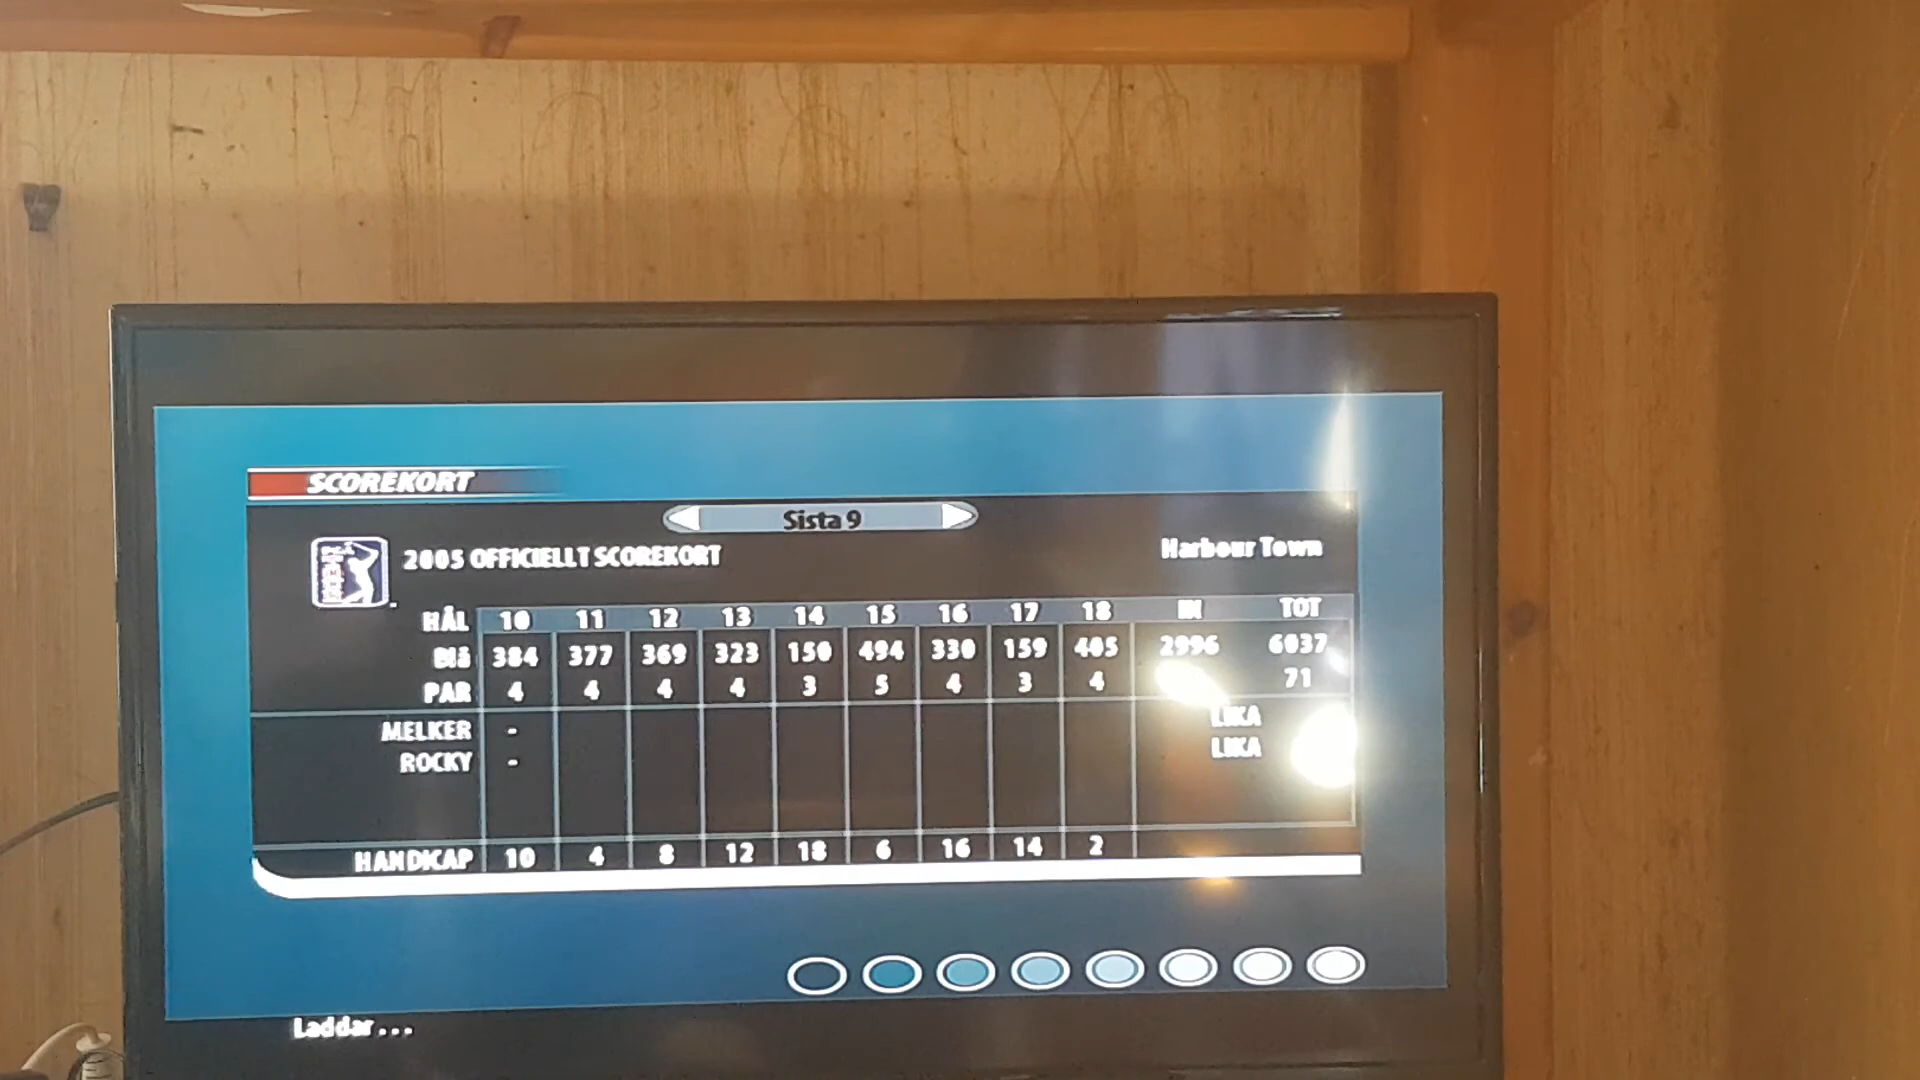 SCOREKORT
Sista 9
2005 OFFICIELLT SCOREKORT
Harbour Town
HÅL 10 11 12 13 14 15 16 17 18 IN TOT
Blå 384 377 369 323 150 494 330 159 405 2996 6037
PAR 4 4 4 4 3 5 4 3 4 71
MELKER - LIKA
ROCKY - LIKA
HANDICAP 10 4 8 12 18 6 16 14 2
Laddar...